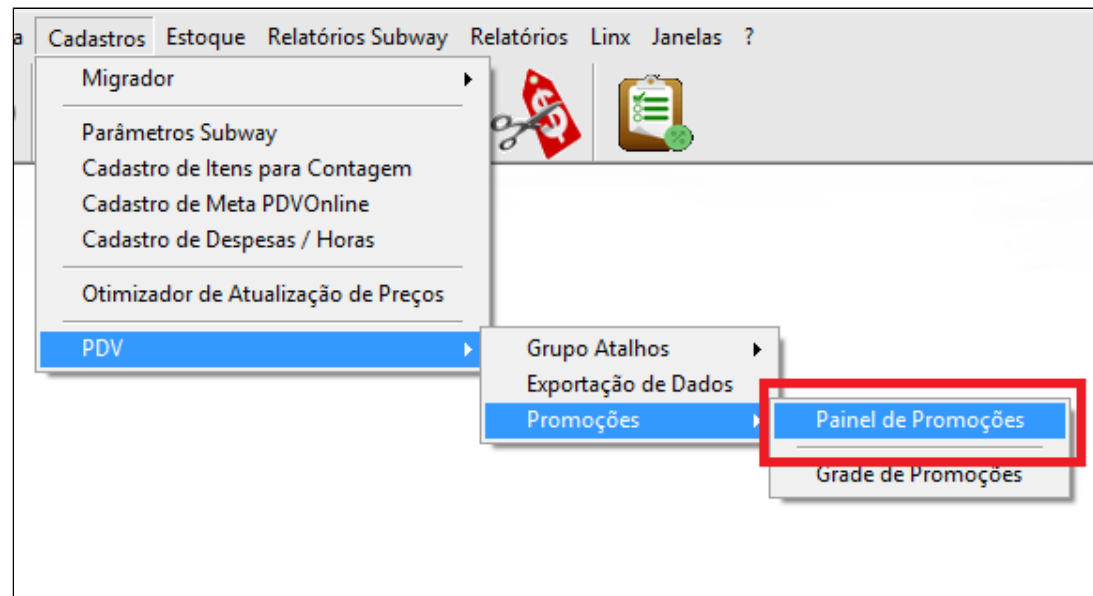 a Cadastros Estoque Relatórios Subway Relatórios Linx Janelas ?
Migrador
Parâmetros Subway
Cadastro de Itens para Contagem
Cadastro de Meta PDVOnline
Cadastro de Despesas / Horas
Otimizador de Atualização de Preços
PDV
Grupo Atalhos
Exportação de Dados
Promoções
Painel de Promoções
Grade de Promoções